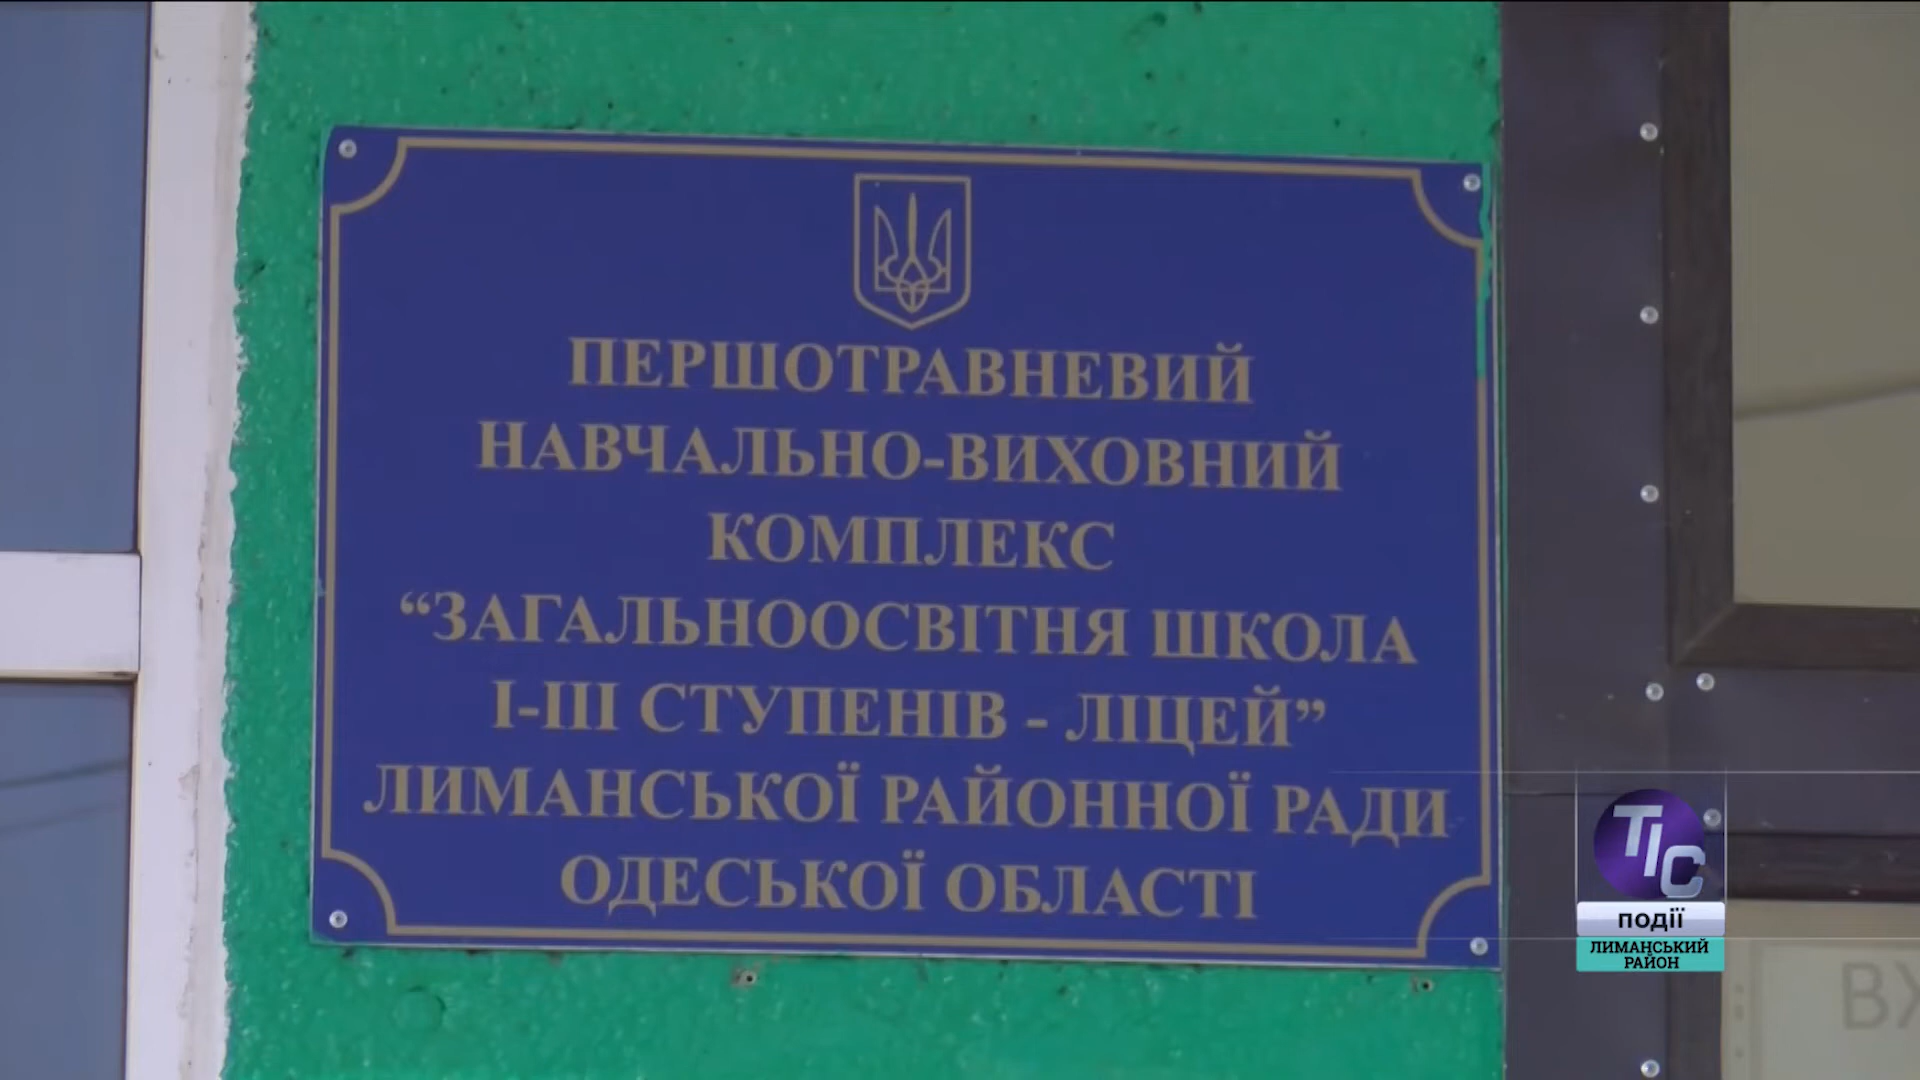 ПЕРШОТРАВНЕВИЙ
НАВЧАЛЬНО-ВИХОВНИЙ
КОМПЛЕКС
“ЗАГАЛЬНООСВІТНЯ ШКОЛА
І-ІІІ СТУПЕНІВ - ЛІЦЕЙ”
ЛИМАНСЬКОЇ РАЙОННОЇ РАДИ
ОДЕСЬКОЇ ОБЛАСТІ
ТІС
події
ЛИМАНСЬКИЙ
РАЙОН